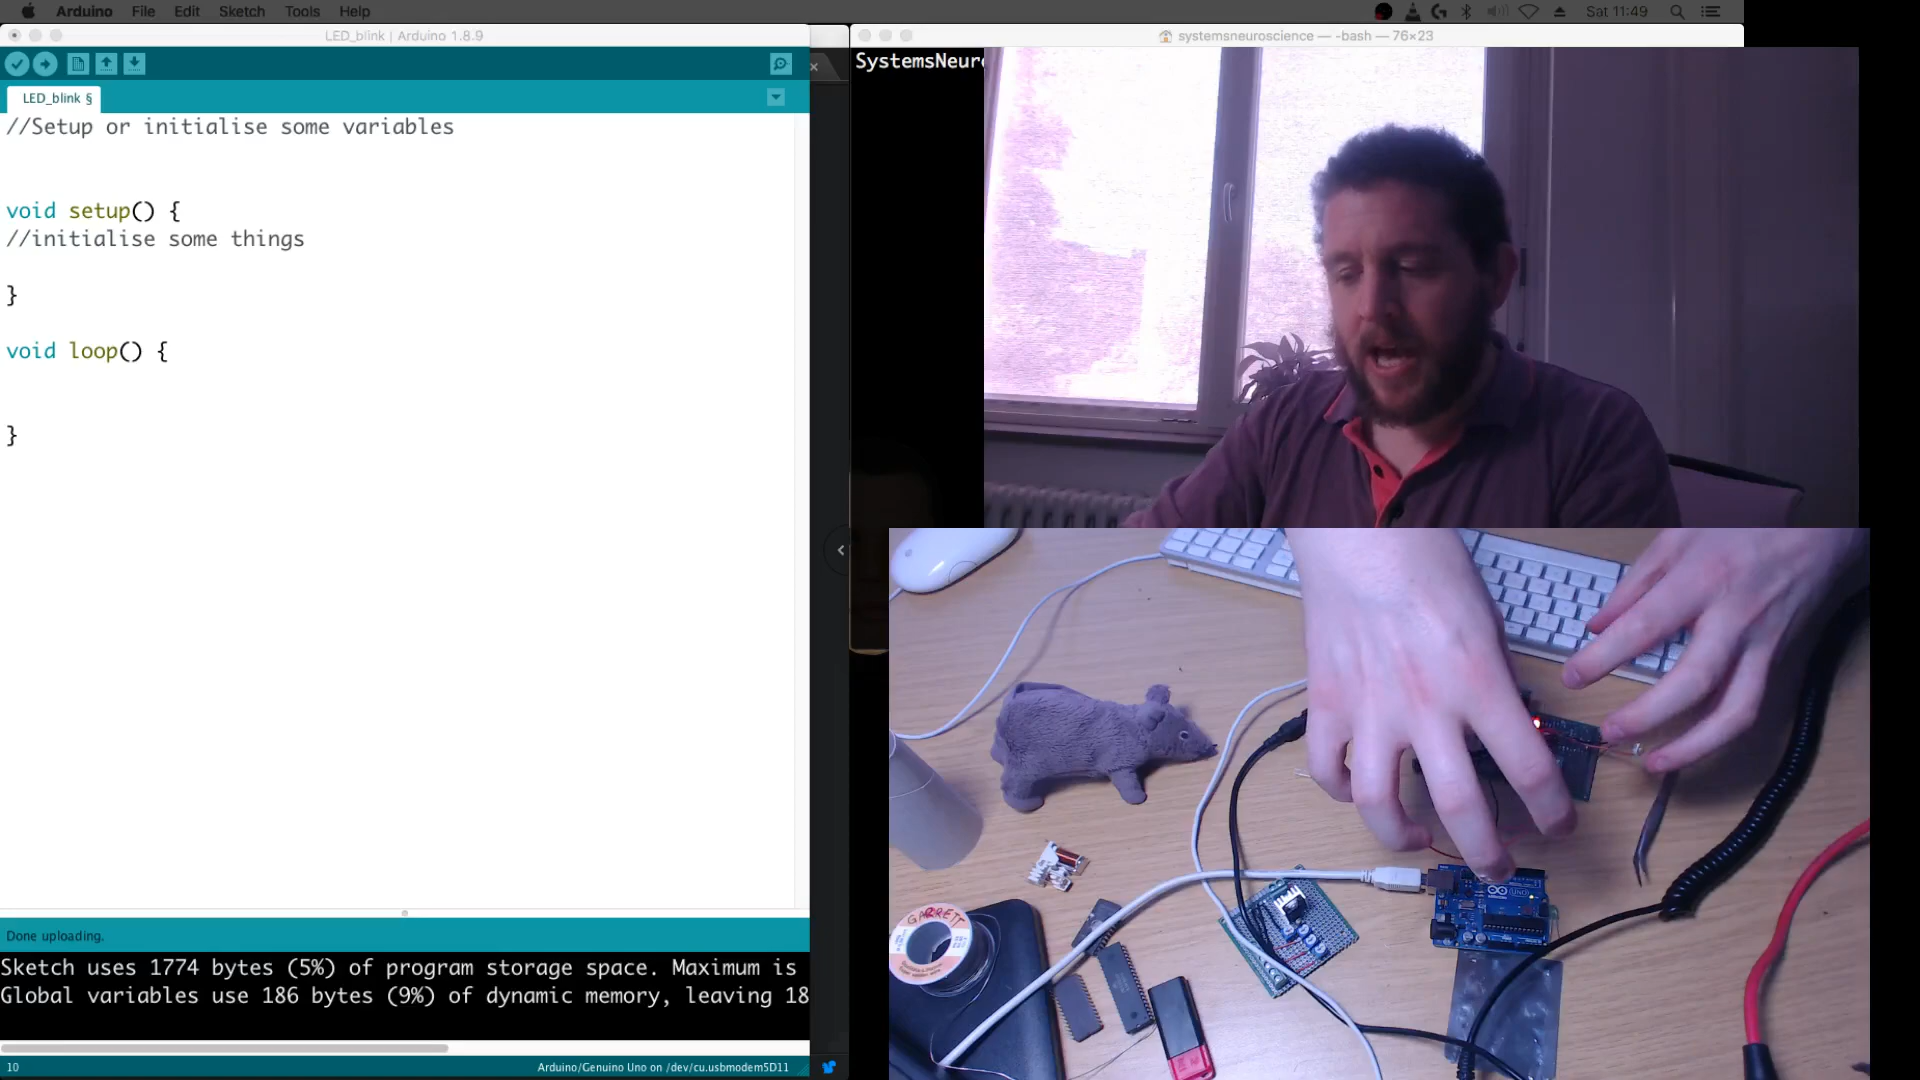 Arduino File Edit Sketch Tools Help
Sat 11:49
LED_blink | Arduino 1.8.9
systemsneuroscience — -bash — 76×23
LED_blink §
SystemsNeuro
//Setup or initialise some variables
void setup() {
//initialise some things
}
void loop() {
}
Done uploading.
Sketch uses 1774 bytes (5%) of program storage space. Maximum is
Global variables use 186 bytes (9%) of dynamic memory, leaving 18
10
Arduino/Genuino Uno on /dev/cu.usbmodem5D11
GARRETT
UNO